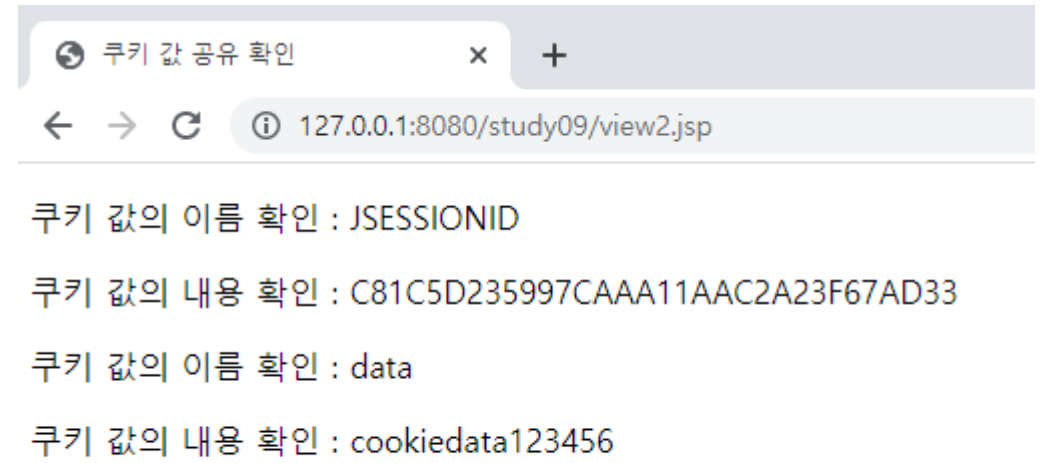 쿠키 값 공유 확인
127.0.0.1:8080/study09/view2.jsp
쿠키 값의 이름 확인 : JSESSIONID
쿠키 값의 내용 확인 : C81C5D235997CAAA11AAC2A23F67AD33
쿠키 값의 이름 확인 : data
쿠키 값의 내용 확인 : cookiedata123456